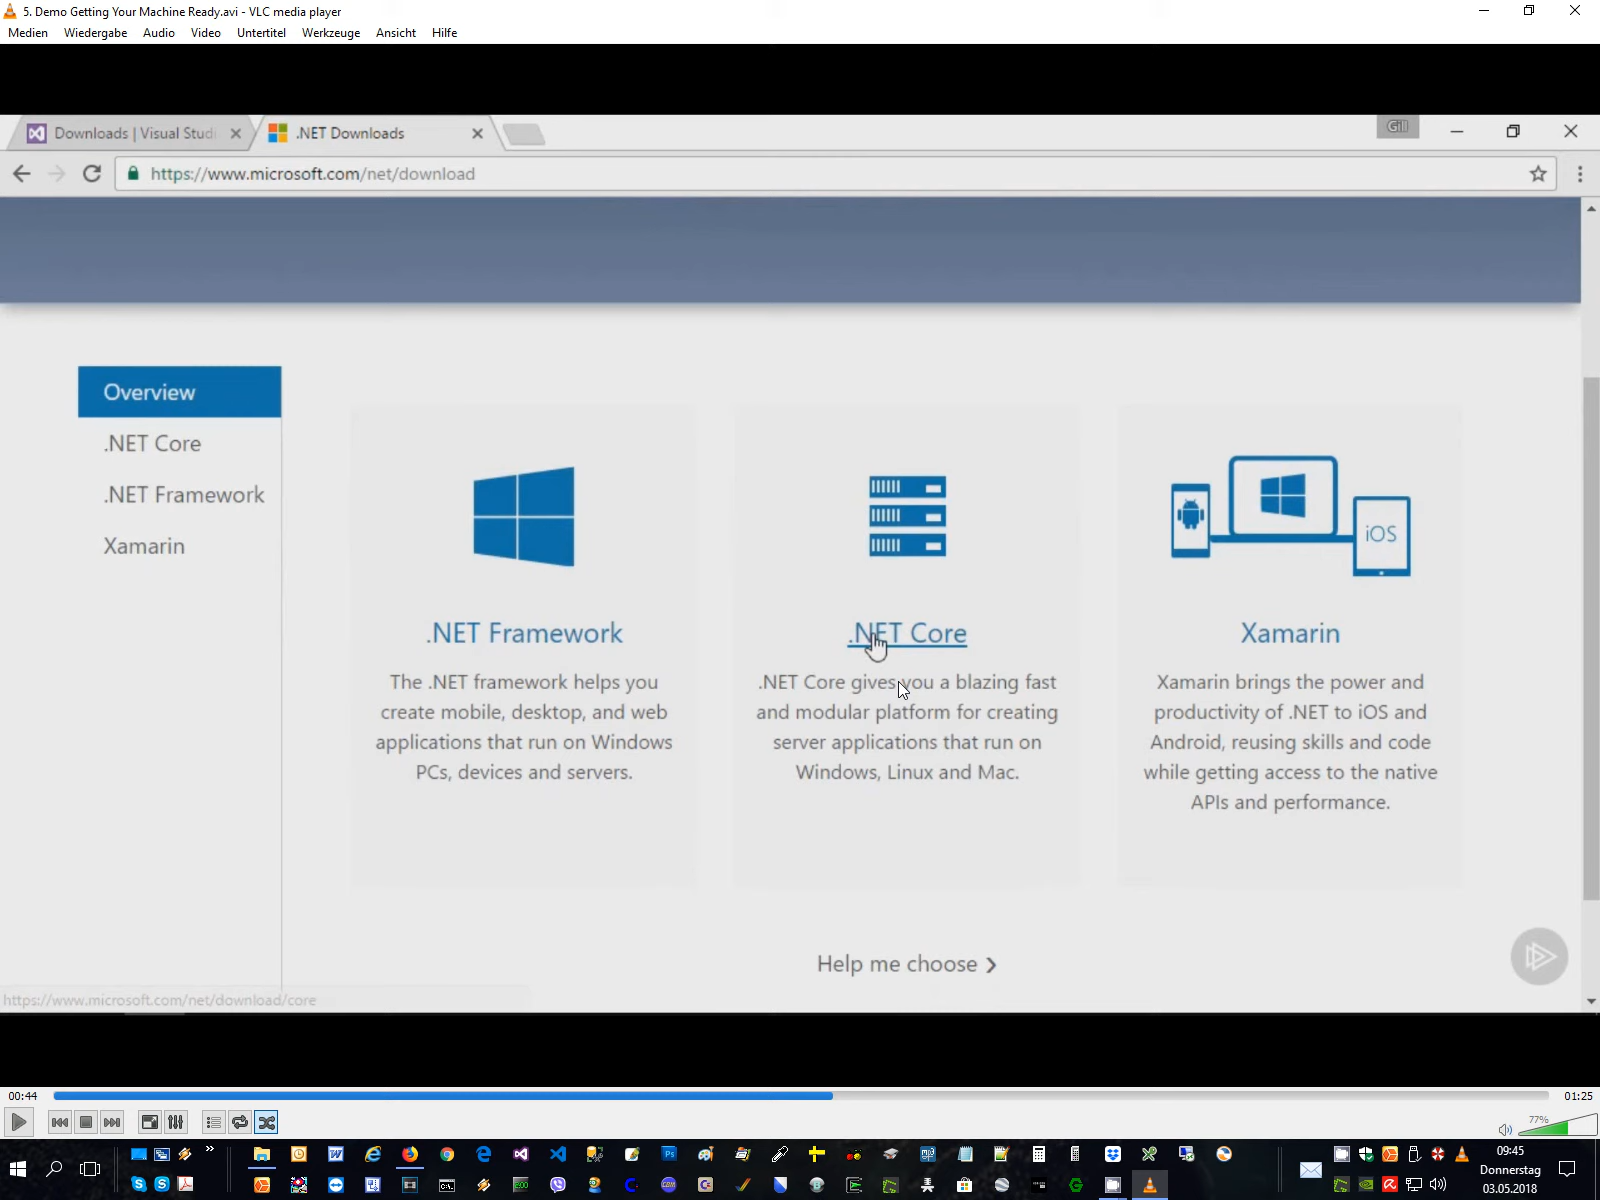 5. Demo Getting Your Machine Ready.avi - VLC media player
Medien Wiedergabe Audio Video Untertitel Werkzeuge Ansicht Hilfe
Downloads | Visual Studi
.NET Downloads
Gill
https://www.microsoft.com/net/download
Overview
.NET Core
.NET Framework
Xamarin
.NET Framework
The .NET framework helps you
create mobile, desktop, and web
applications that run on Windows
PCs, devices and servers.
.NET Core
.NET Core gives you a blazing fast
and modular platform for creating
server applications that run on
Windows, Linux and Mac.
iOS
Xamarin
Xamarin brings the power and
productivity of .NET to iOS and
Android, reusing skills and code
while getting access to the native
APIs and performance.
Help me choose
https://www.microsoft.com/net/download/core
00:44
01:25
77%
09:45
Donnerstag
03.05.2018